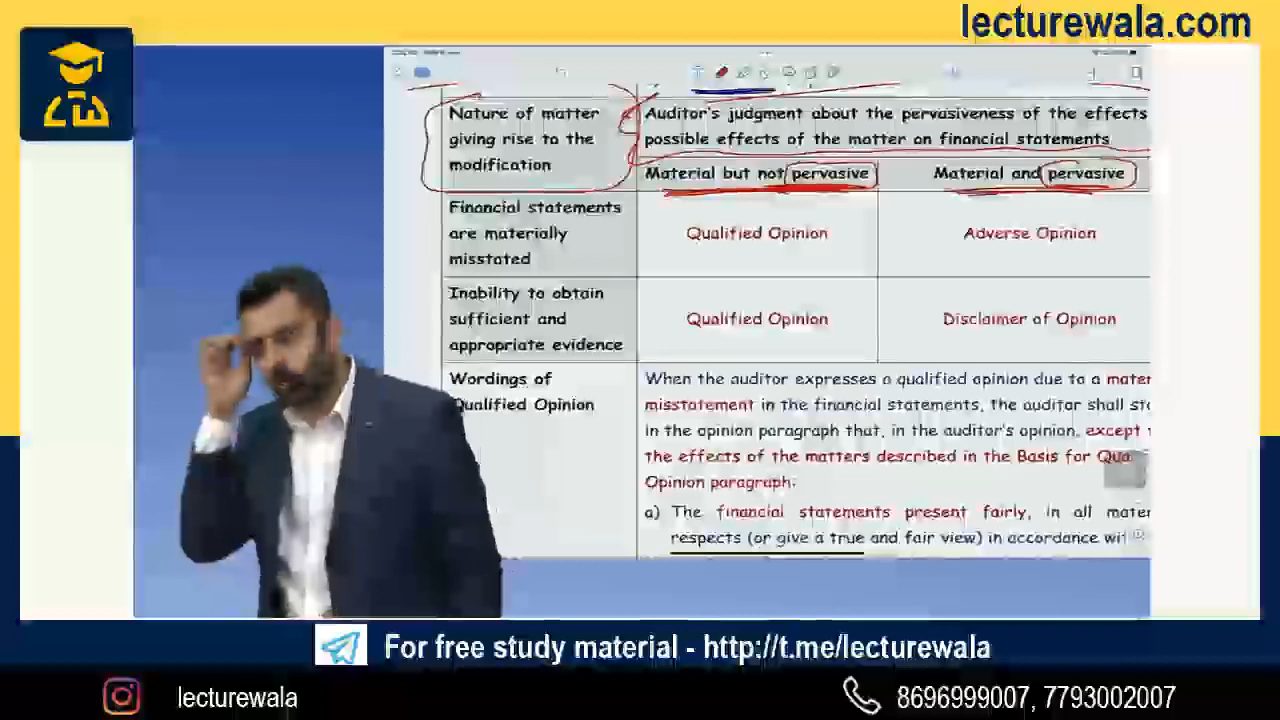 lecturewala.com
Nature of matter
giving rise to the
modification
Auditor's judgment about the pervasiveness of the effects
possible effects of the matter on financial statements
Material but not pervasive
Material and pervasive
Financial statements
are materially
misstated
Qualified Opinion
Adverse Opinion
Inability to obtain
sufficient and
appropriate evidence
Qualified Opinion
Disclaimer of Opinion
Wordings of
Qualified Opinion
When the auditor expresses a qualified opinion due to a mater
misstatement in the financial statements, the auditor shall sta
in the opinion paragraph that, in the auditor's opinion, except
the effects of the matters described in the Basis for Qua
Opinion paragraph:
a) The financial statements present fairly, in all mater
respects (or give a true and fair view) in accordance wit
For free study material - http://t.me/lecturewala
lecturewala
8696999007, 7793002007